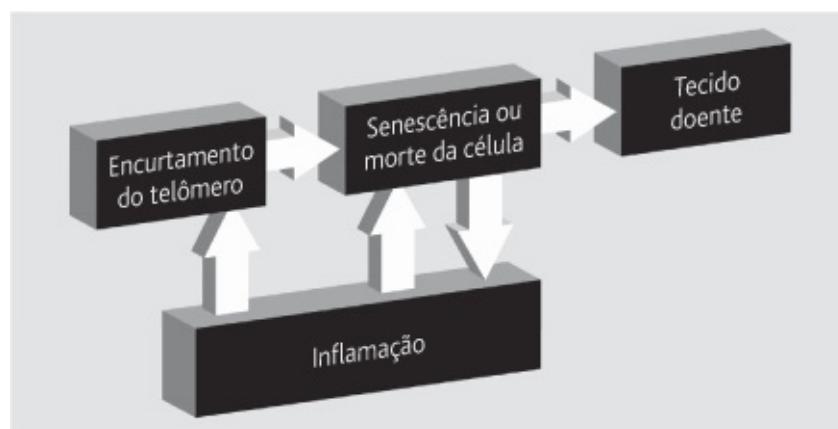 Encurtamento
do telômero
Senescência ou
morte da célula
Tecido
doente
Inflamação